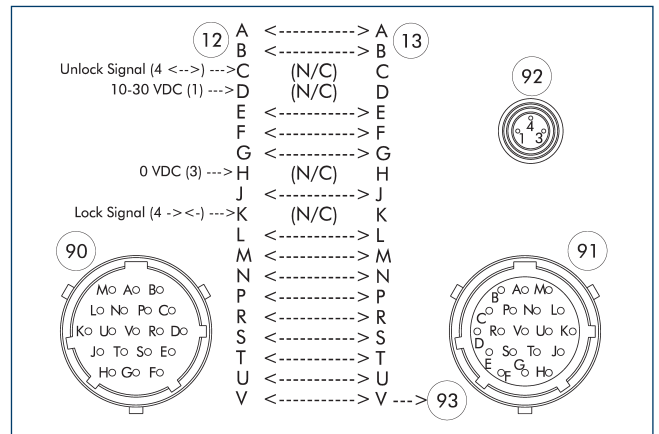 12 A <-----------> A 13
B <-----------> B
Unlock Signal (4 <-->) --->C (N/C) C
10-30 VDC (1) --->D (N/C) D
92
E <-----------> E
F <-----------> F
4
1 3
G <-----------> G
0 VDC (3) --->H (N/C) H
J <-----------> J
Lock Signal (4 -><-) --->K (N/C) K
L <-----------> L
90
91
M <-----------> M
N <-----------> N
P <-----------> P
R <-----------> R
S <-----------> S
T <-----------> T
U <-----------> U
V <-----------> V ---> 93
M A B
L N P C
K U V R D
J T S E
H G F
B A M
C P N L
D R V U K
E S T J
F G H